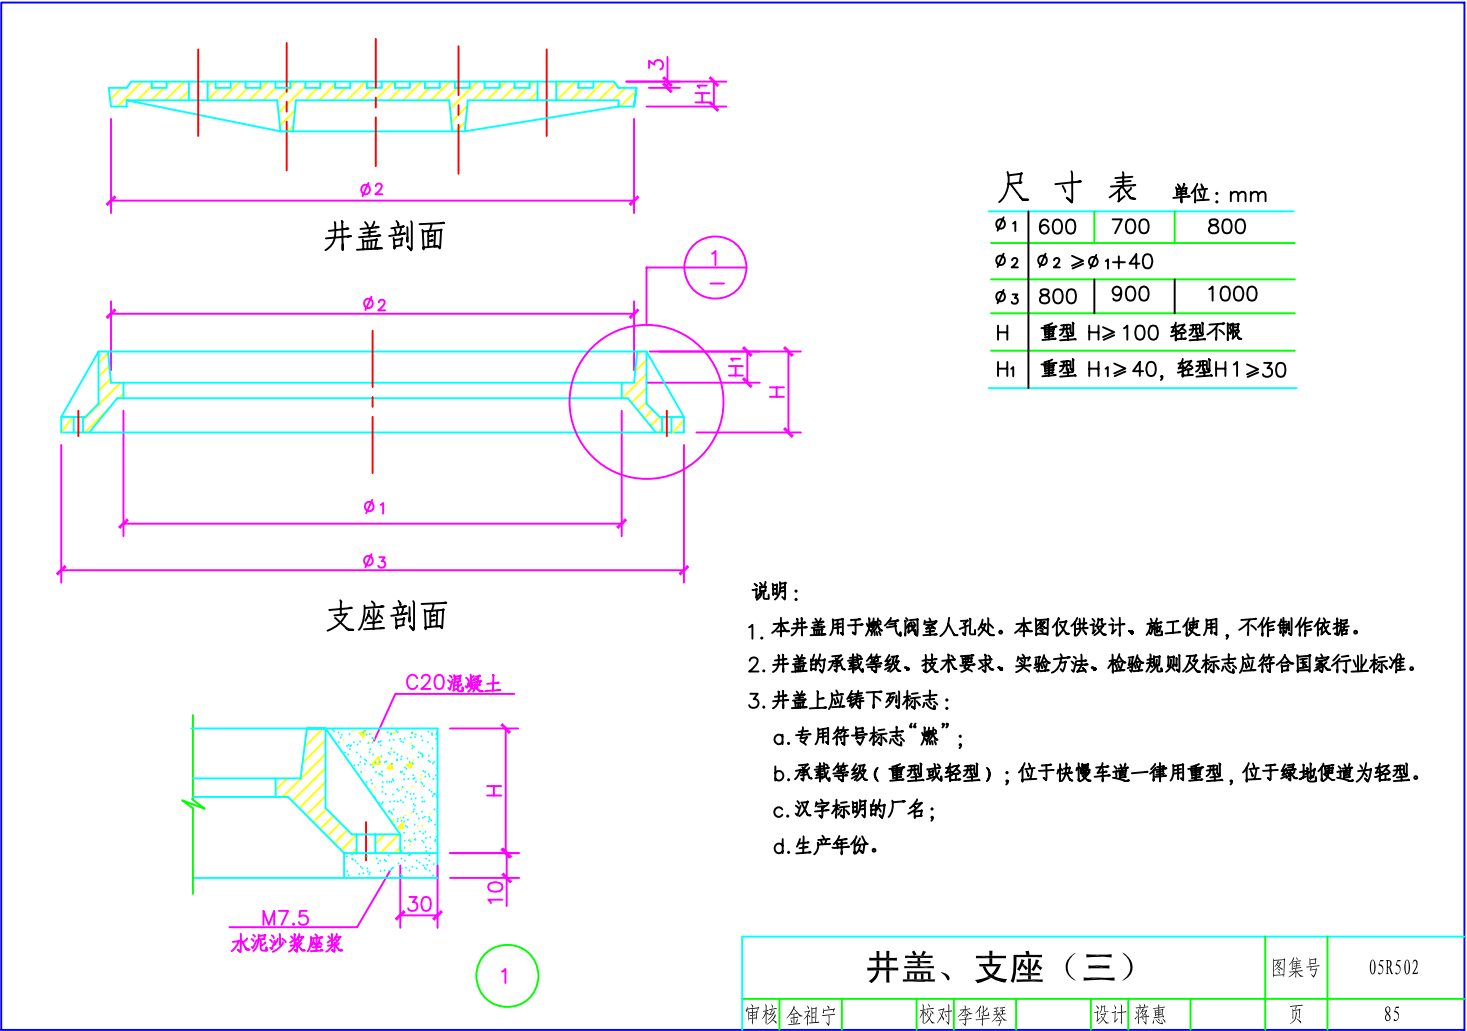 3
H1
ϕ2
井盖剖面
1
—
ϕ2
H1
H
ϕ1
ϕ3
支座剖面
C20混凝土
H
10
30
M7.5
水泥沙浆座浆
1
尺寸表 单位：mm
ϕ1 600 700 800
ϕ2 ϕ2≥ϕ1+40
ϕ3 800 900 1000
H 重型 H≥100 轻型不限
H1 重型 H1≥40，轻型H1≥30
说明：
1. 本井盖用于燃气阀室人孔处。本图仅供设计、施工使用，不作制作依据。
2. 井盖的承载等级、技术要求、实验方法、检验规则及标志应符合国家行业标准。
3. 井盖上应铸下列标志：
a. 专用符号标志“燃”；
b. 承载等级（重型或轻型）；位于快慢车道一律用重型，位于绿地便道为轻型。
c. 汉字标明的厂名；
d. 生产年份。
井盖、支座（三） 图集号 05R502
审核 金祖宁 校对 李华琴 设计 蒋惠 页 85